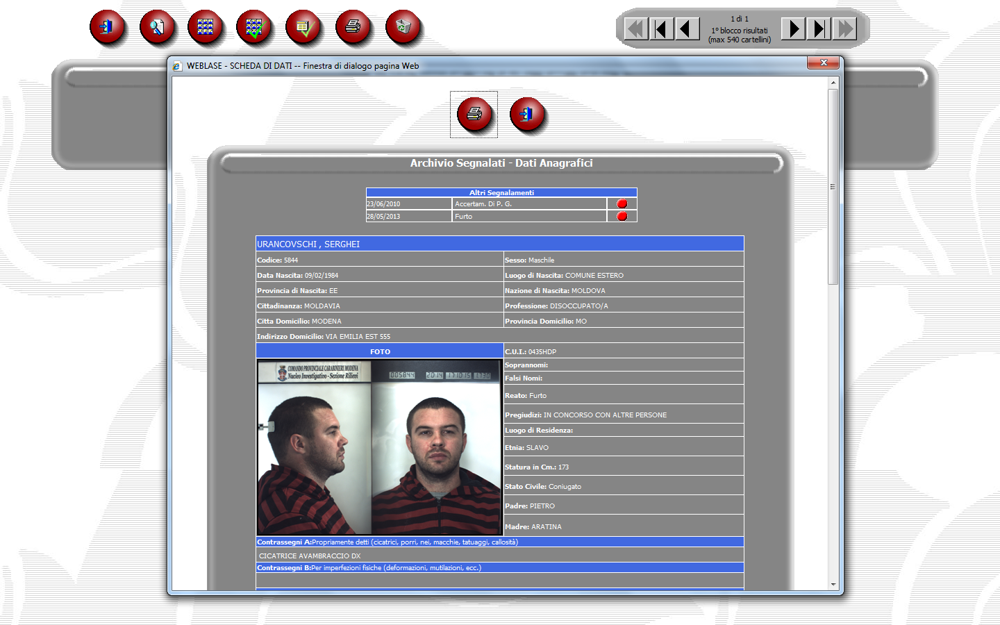 1 di 1
1° blocco risultati
(max 540 cartellini)
WEBLASE - SCHEDA DI DATI -- Finestra di dialogo pagina Web
Archivio Segnalati - Dati Anagrafici
Altri Segnalamenti
23/06/2010 Accertam. Di P. G.
28/05/2013 Furto
URANCOVSCHI , SERGHEI
Codice: 5844 Sesso: Maschile
Data Nascita: 09/02/1984 Luogo di Nascita: COMUNE ESTERO
Provincia di Nascita: EE Nazione di Nascita: MOLDOVA
Cittadinanza: MOLDAVIA Professione: DISOCCUPATO/A
Citta Domicilio: MODENA Provincia Domicilio: MO
Indirizzo Domicilio: VIA EMILIA EST 555
FOTO C.U.I.: 0435HDP
COMANDO PROVINCIALE CARABINIERI MODENA
Nucleo Investigativo - Sezione Rilievi
005844 2014
Soprannomi:
Falsi Nomi:
Reato: Furto
Pregiudizi: IN CONCORSO CON ALTRE PERSONE
Luogo di Residenza:
Etnia: SLAVO
Statura in Cm.: 173
Stato Civile: Coniugato
Padre: PIETRO
Madre: ARATINA
Contrassegni A:Propriamente detti (cicatrici, porri, nei, macchie, tatuaggi, callosità)
CICATRICE AVAMBRACCIO DX
Contrassegni B:Per imperfezioni fisiche (deformazioni, mutilazioni, ecc.)